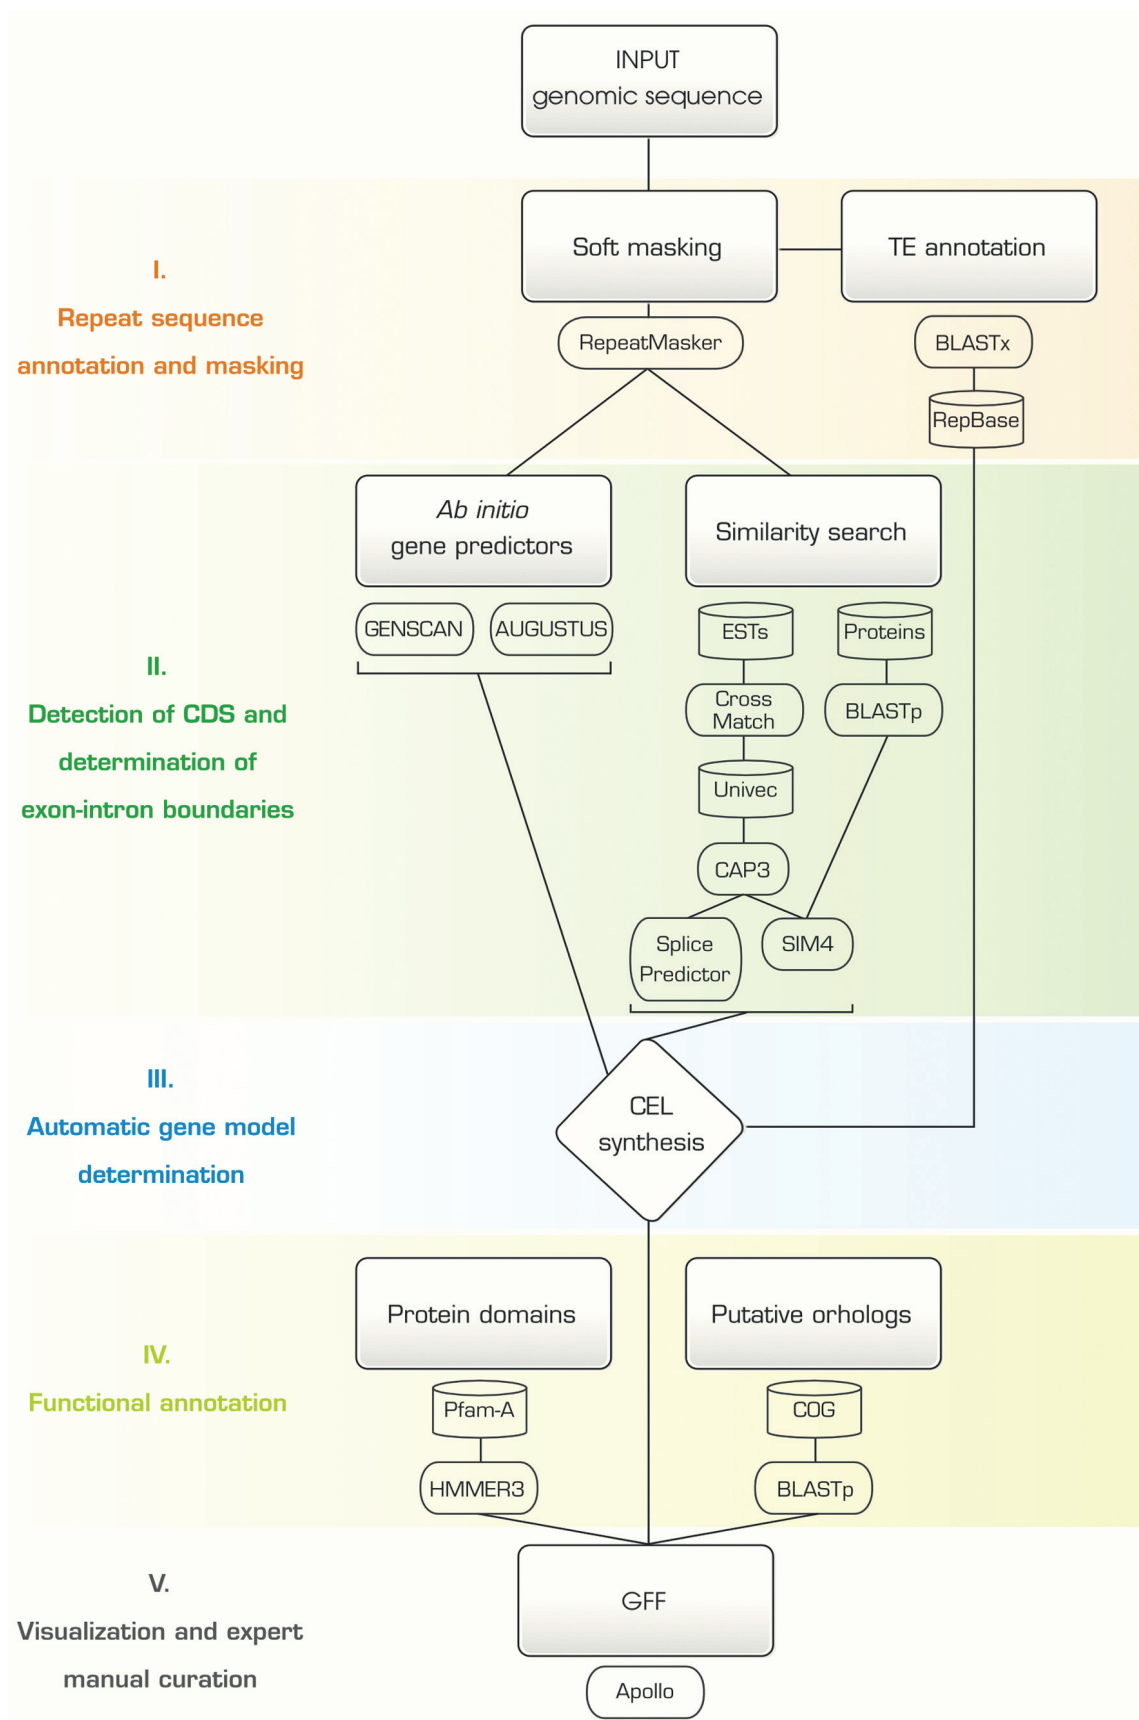 INPUT
genomic sequence
I.
Repeat sequence
annotation and masking
Soft masking
TE annotation
RepeatMasker
BLASTx
RepBase
II.
Detection of CDS and
determination of
exon-intron boundaries
Ab initio
gene predictors
Similarity search
GENSCAN
AUGUSTUS
ESTs
Proteins
Cross
Match
BLASTp
Univec
CAP3
Splice
Predictor
SIM4
III.
Automatic gene model
determination
CEL
synthesis
IV.
Functional annotation
Protein domains
Putative orhologs
Pfam-A
COG
HMMER3
BLASTp
V.
Visualization and expert
manual curation
GFF
Apollo